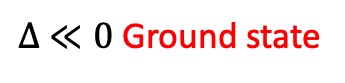 Δ ≪ 0 Ground state